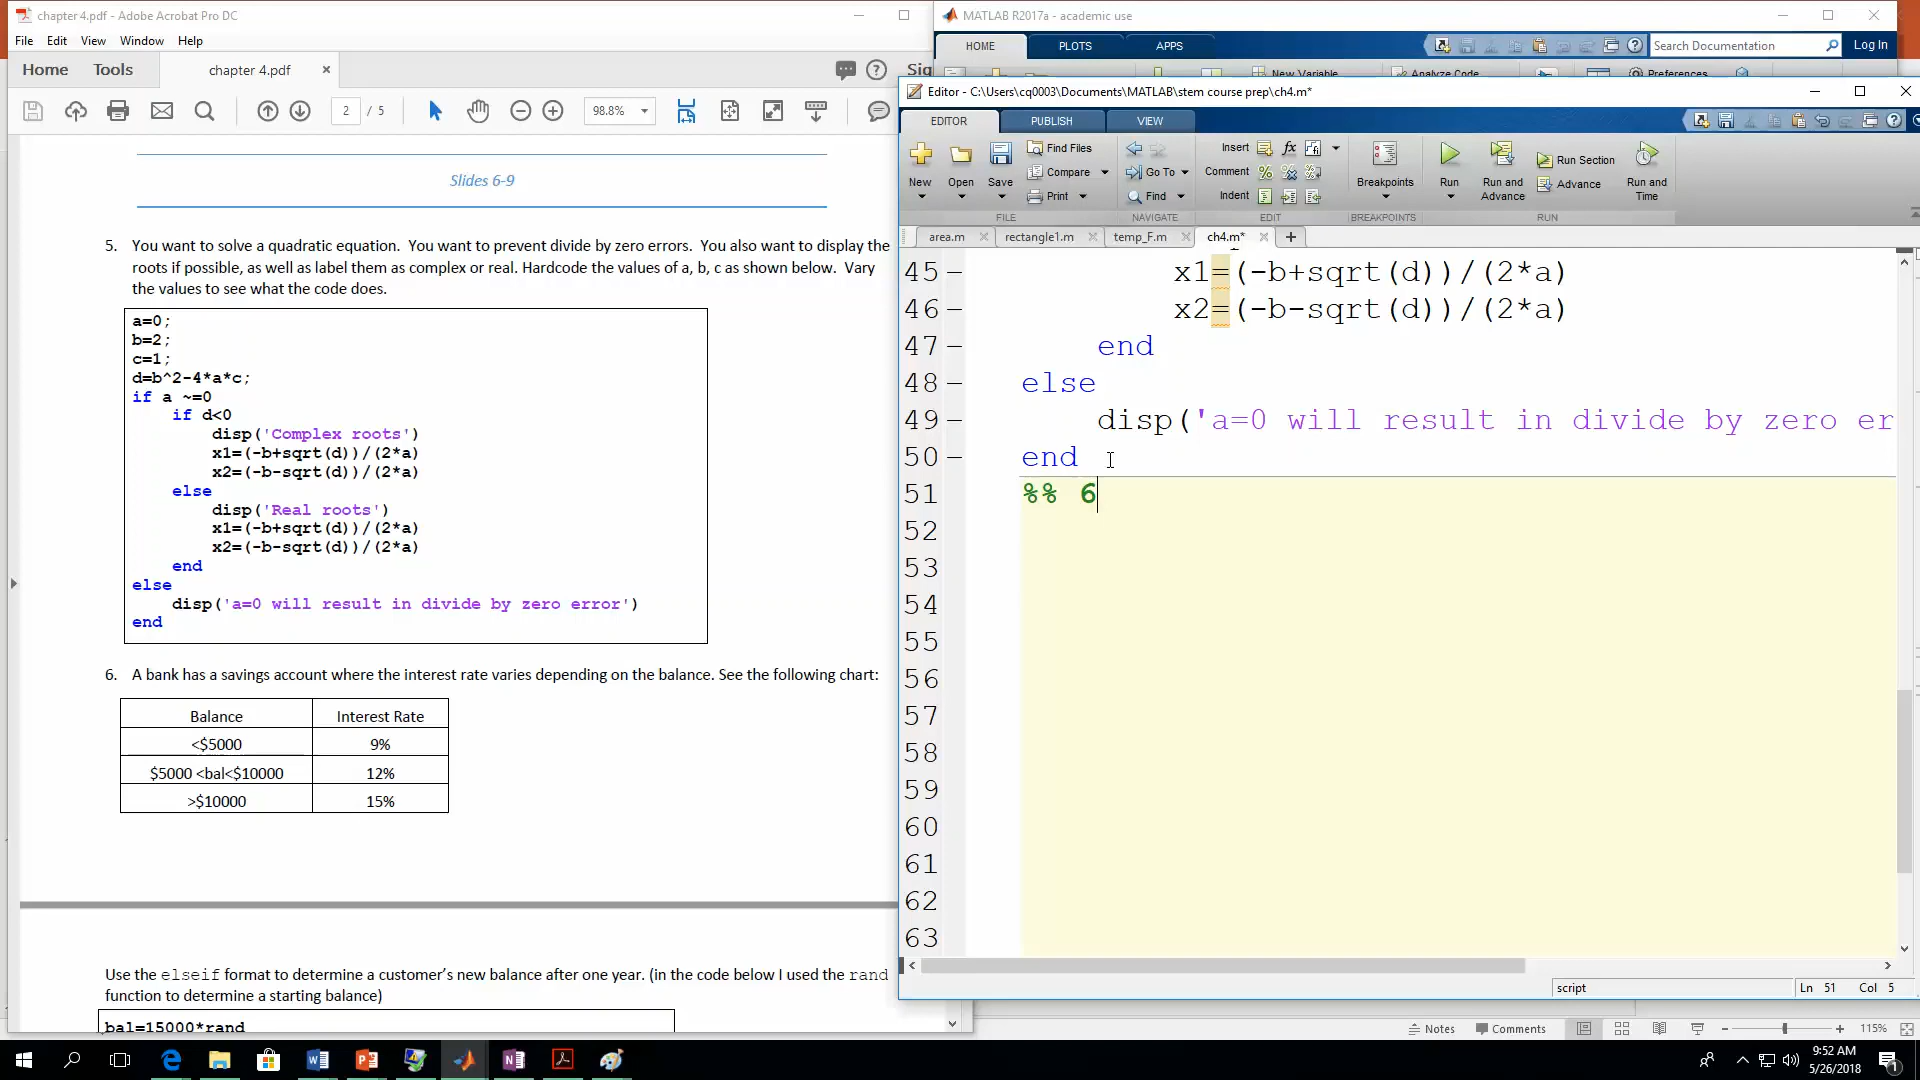 chapter 4.pdf - Adobe Acrobat Pro DC
File Edit View Window Help
Home Tools chapter 4.pdf ×
2 / 5 98.8%
Slides 6-9
5. You want to solve a quadratic equation. You want to prevent divide by zero errors. You also want to display the
roots if possible, as well as label them as complex or real. Hardcode the values of a, b, c as shown below. Vary
the values to see what the code does.
a=0;
b=2;
c=1;
d=b^2-4*a*c;
if a ~=0
if d<0
disp('Complex roots')
x1=(-b+sqrt(d))/(2*a)
x2=(-b-sqrt(d))/(2*a)
else
disp('Real roots')
x1=(-b+sqrt(d))/(2*a)
x2=(-b-sqrt(d))/(2*a)
end
else
disp('a=0 will result in divide by zero error')
end
6. A bank has a savings account where the interest rate varies depending on the balance. See the following chart:
Balance Interest Rate
<$5000 9%
$5000 <bal<$10000 12%
>$10000 15%
Use the elseif format to determine a customer's new balance after one year. (in the code below I used the rand
function to determine a starting balance)
bal=15000*rand
MATLAB R2017a - academic use
HOME PLOTS APPS Search Documentation Log In
New Variable Analyze Code Preferences
Editor - C:\Users\cq0003\Documents\MATLAB\stem course prep\ch4.m*
EDITOR PUBLISH VIEW
New Open Save Find Files Compare Print Go To Find Insert Comment Indent Breakpoints Run Run and Advance Run Section Advance Run and Time
FILE NAVIGATE EDIT BREAKPOINTS RUN
area.m rectangle1.m temp_F.m ch4.m*
45 – x1=(-b+sqrt(d))/(2*a)
46 – x2=(-b-sqrt(d))/(2*a)
47 – end
48 – else
49 – disp('a=0 will result in divide by zero er
50 – end
51 %% 6
52
53
54
55
56
57
58
59
60
61
62
63
script Ln 51 Col 5
Notes Comments 115%
9:52 AM
5/26/2018
1